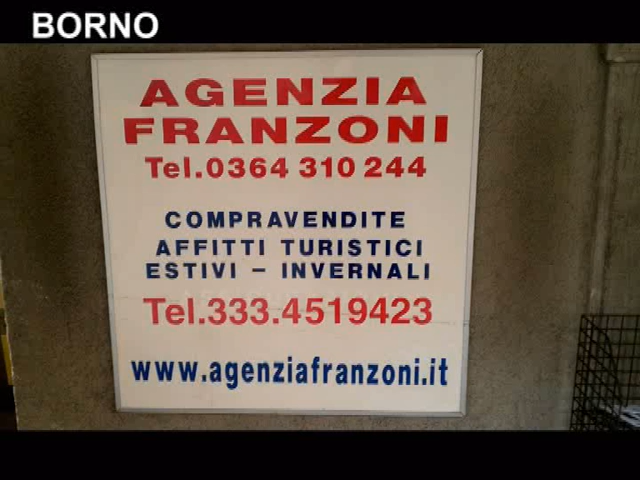 BORNO
AGENZIA
FRANZONI
Tel.0364 310 244
COMPRAVENDITE
AFFITTI TURISTICI
ESTIVI - INVERNALI
Tel.333.4519423
www.agenziafranzoni.it